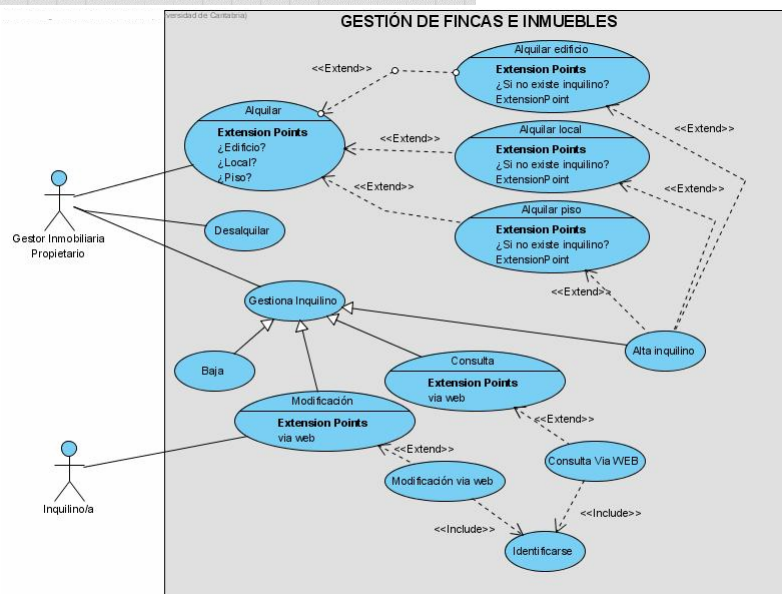 versidad de Cantabria)
GESTIÓN DE FINCAS E INMUEBLES
Alquilar edificio
Extension Points
¿Si no existe inquilino?
ExtensionPoint
<<Extend>>
Alquilar
Extension Points
¿Edificio?
¿Local?
¿Piso?
<<Extend>>
Alquilar local
Extension Points
¿Si no existe inquilino?
ExtensionPoint
<<Extend>>
<<Extend>>
Alquilar piso
Extension Points
¿Si no existe inquilino?
ExtensionPoint
<<Extend>>
<<Extend>>
Gestor Inmobiliaria
Propietario
Desalquilar
Gestiona Inquilino
Alta inquilino
Baja
Consulta
Extension Points
via web
Modificación
Extension Points
via web
<<Extend>>
<<Extend>>
Consulta Via WEB
Modificación via web
Inquilino/a
<<Include>>
<<Include>>
Identificarse